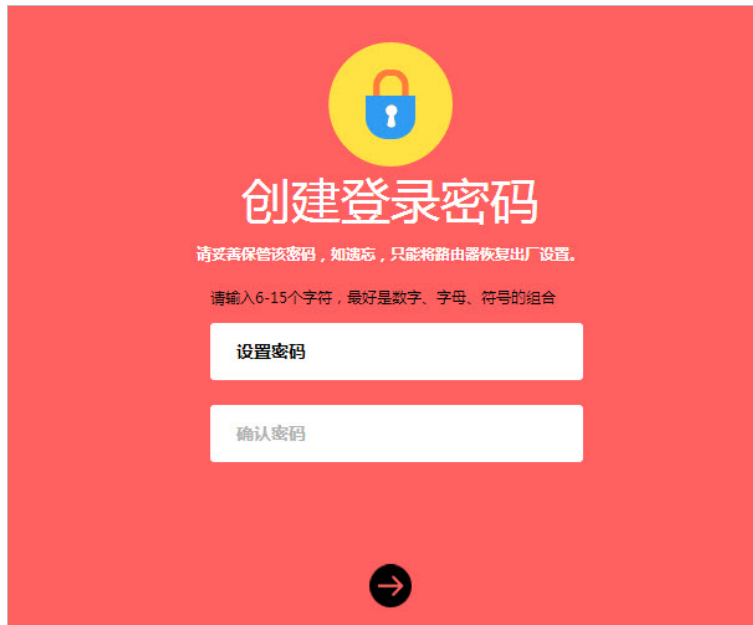 创建登录密码
请妥善保管该密码，如遗忘，只能将路由器恢复出厂设置。
请输入6-15个字符，最好是数字、字母、符号的组合
设置密码
确认密码